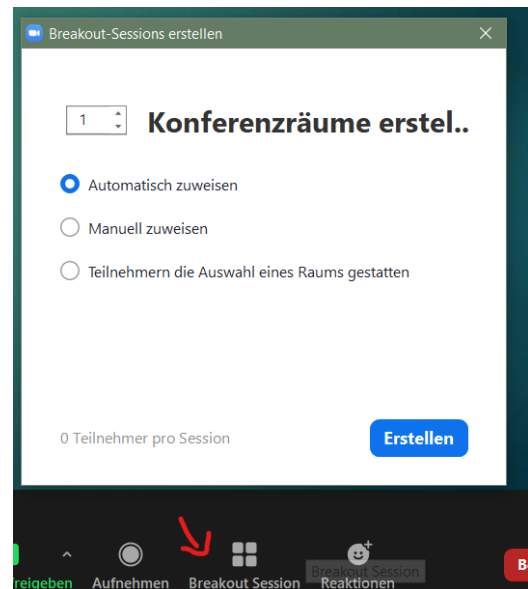 Breakout-Sessions erstellen
1 Konferenzräume erstel..
Automatisch zuweisen
Manuell zuweisen
Teilnehmern die Auswahl eines Raums gestatten
0 Teilnehmer pro Session Erstellen
reigeben Aufnehmen Breakout Session Reaktionen Be
Breakout Session